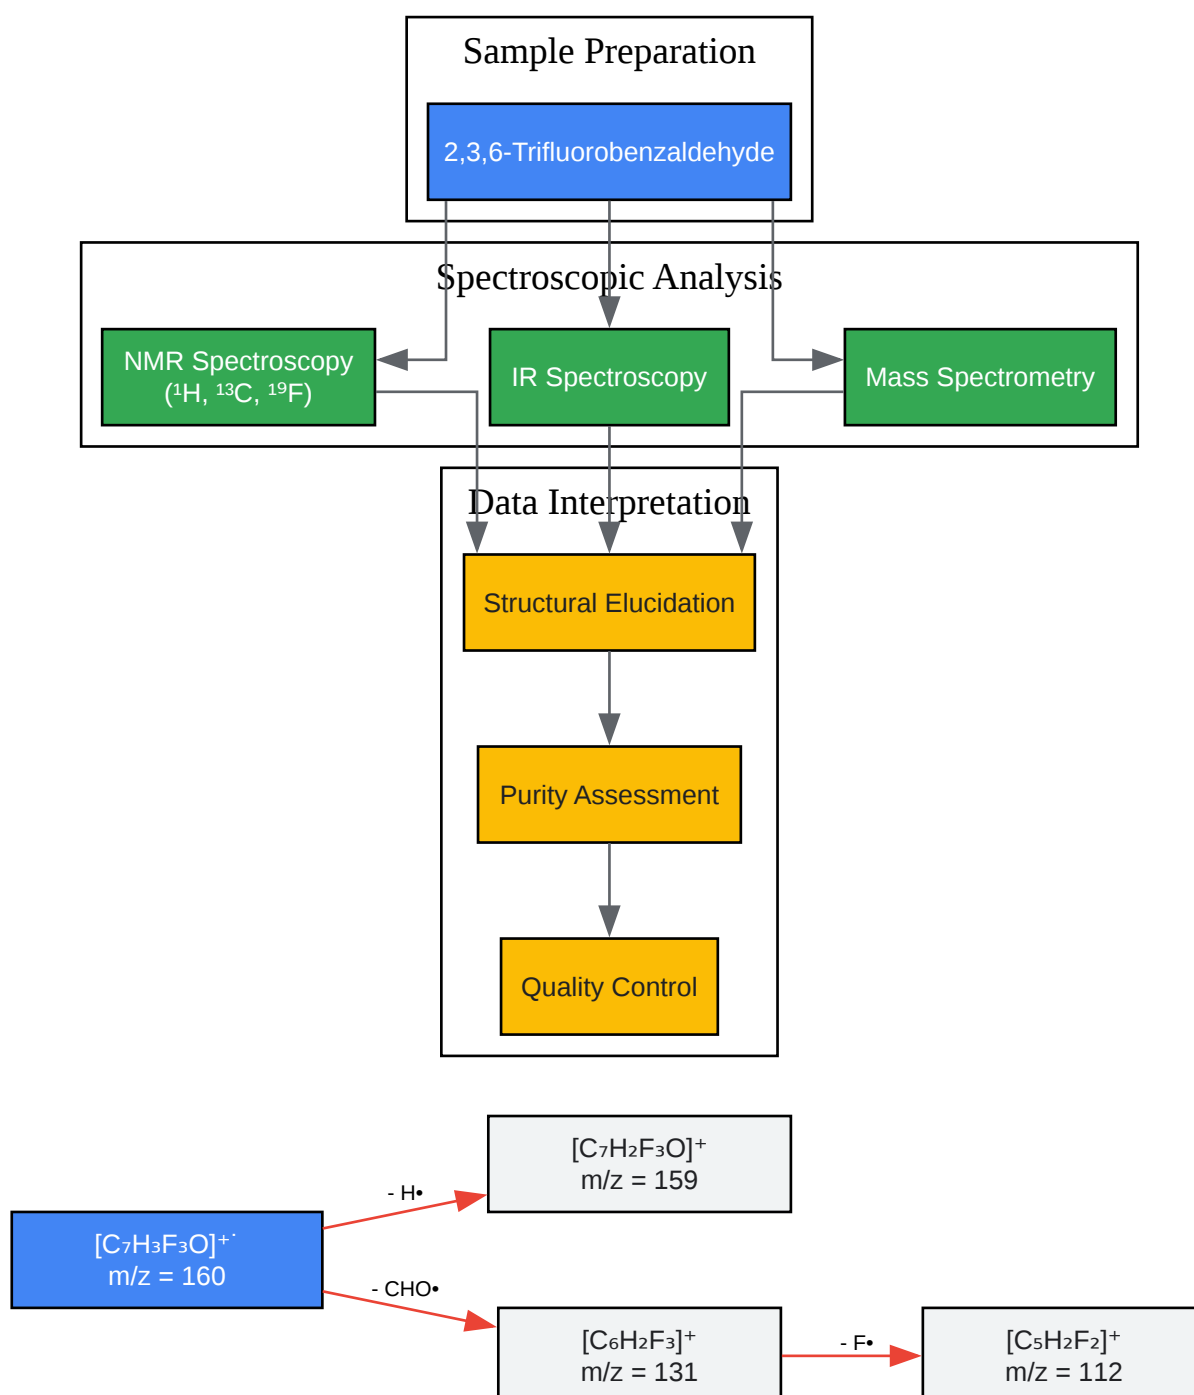 Sample Preparation
2,3,6-Trifluorobenzaldehyde
Spectroscopic Analysis
NMR Spectroscopy
(¹H, ¹³C, ¹⁹F)
IR Spectroscopy
Mass Spectrometry
Data Interpretation
Structural Elucidation
Purity Assessment
Quality Control
[C₇H₂F₃O]⁺
m/z = 159
- H•
[C₇H₃F₃O]⁺˙
m/z = 160
- CHO•
[C₆H₂F₃]⁺
m/z = 131
- F•
[C₅H₂F₂]⁺
m/z = 112